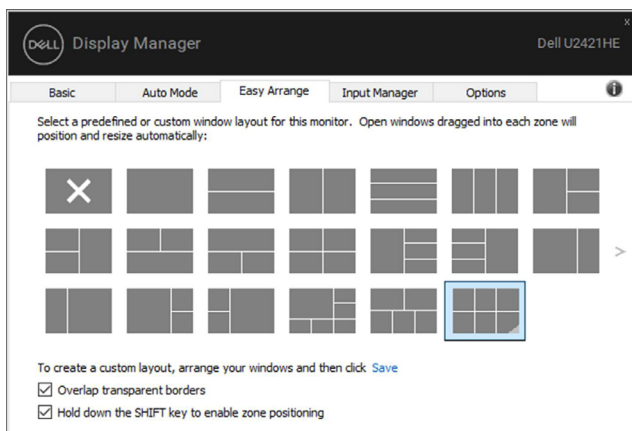 x
DELL Display Manager Dell U2421HE
Basic Auto Mode Easy Arrange Input Manager Options i
Select a predefined or custom window layout for this monitor. Open windows dragged into each zone will
position and resize automatically:
>
To create a custom layout, arrange your windows and then click Save
Overlap transparent borders
Hold down the SHIFT key to enable zone positioning